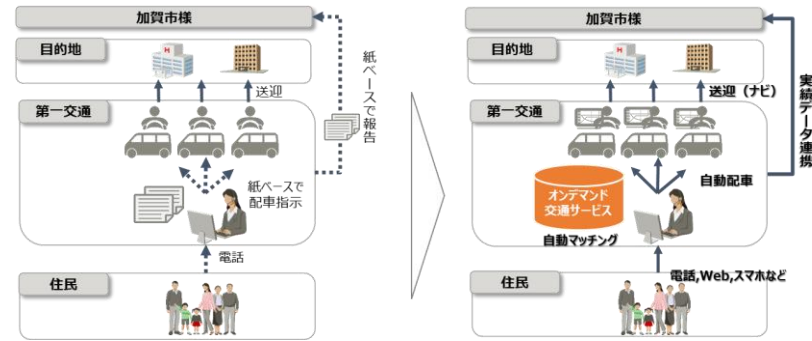 加賀市様
目的地
H
送迎
第一交通
紙ベースで
配車指示
電話
住民
紙ベースで報告
加賀市様
目的地
H
送迎（ナビ）
第一交通
オンデマンド
交通サービス
自動マッチング
自動配車
電話,Web,スマホなど
住民
実績データ連携